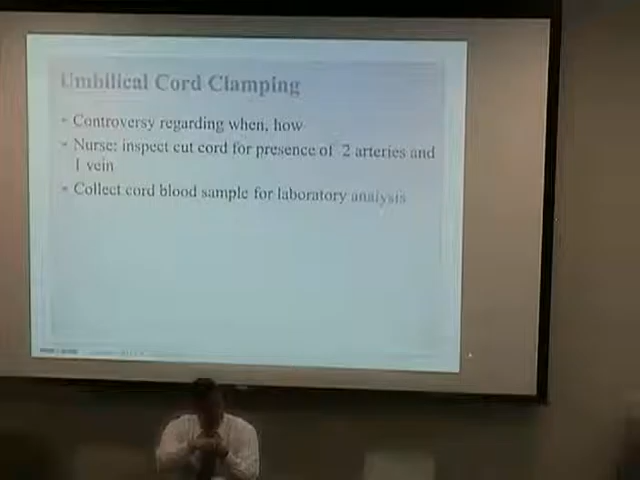 Umbilical Cord Clamping
- Controversy regarding when, how
- Nurse: inspect cut cord for presence of 2 arteries and
1 vein
- Collect cord blood sample for laboratory analysis